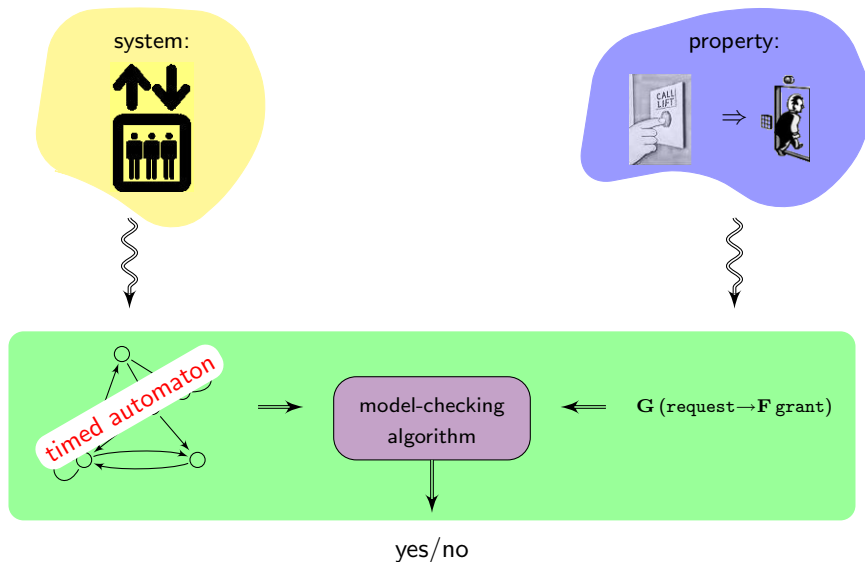 system:
property:
CALL
LIFT
⇒
timed automaton
model-checking
algorithm
G (request→F grant)
yes/no